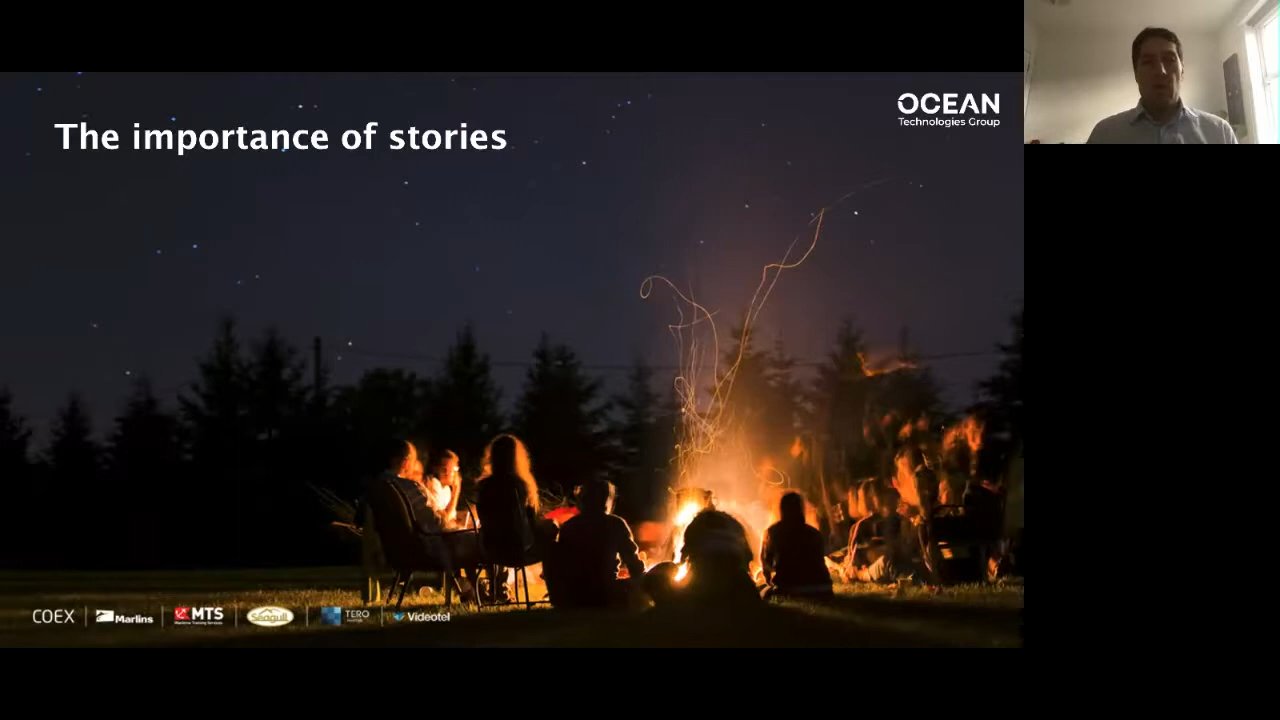 The importance of stories
OCEAN
Technologies Group
COEX
Marlins
MTS
Seagull
TERO
Videotel